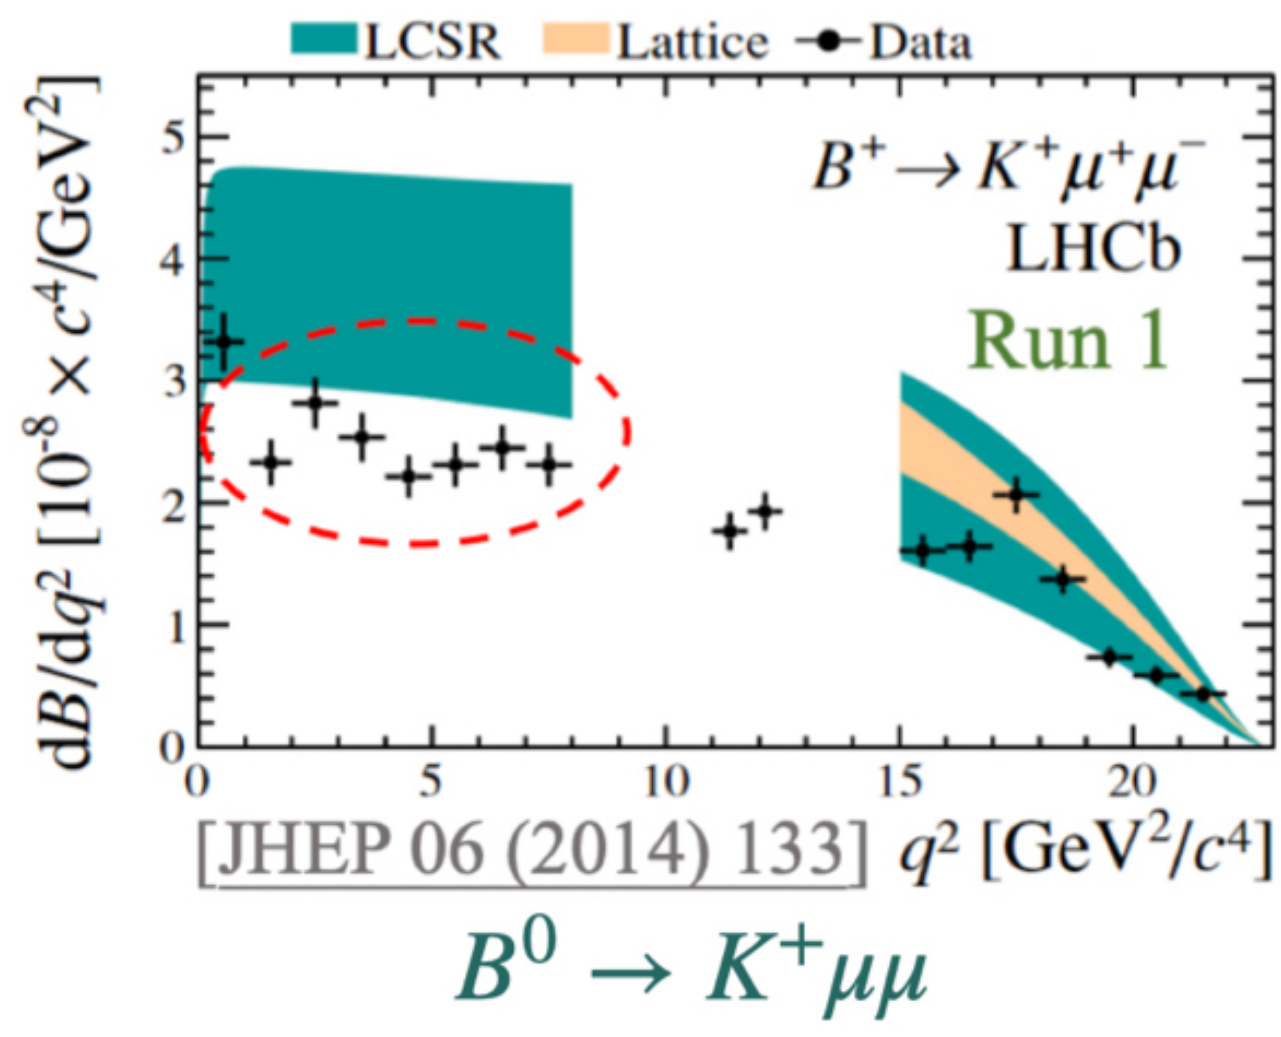 LCSR Lattice Data
dB/dq² [10⁻⁸ × c⁴/GeV²]
B⁺ → K⁺μ⁺μ⁻
LHCb
Run 1
5
4
3
2
1
0
0 5 10 15 20
[JHEP 06 (2014) 133] q² [GeV²/c⁴]
B⁰ → K⁺μμ